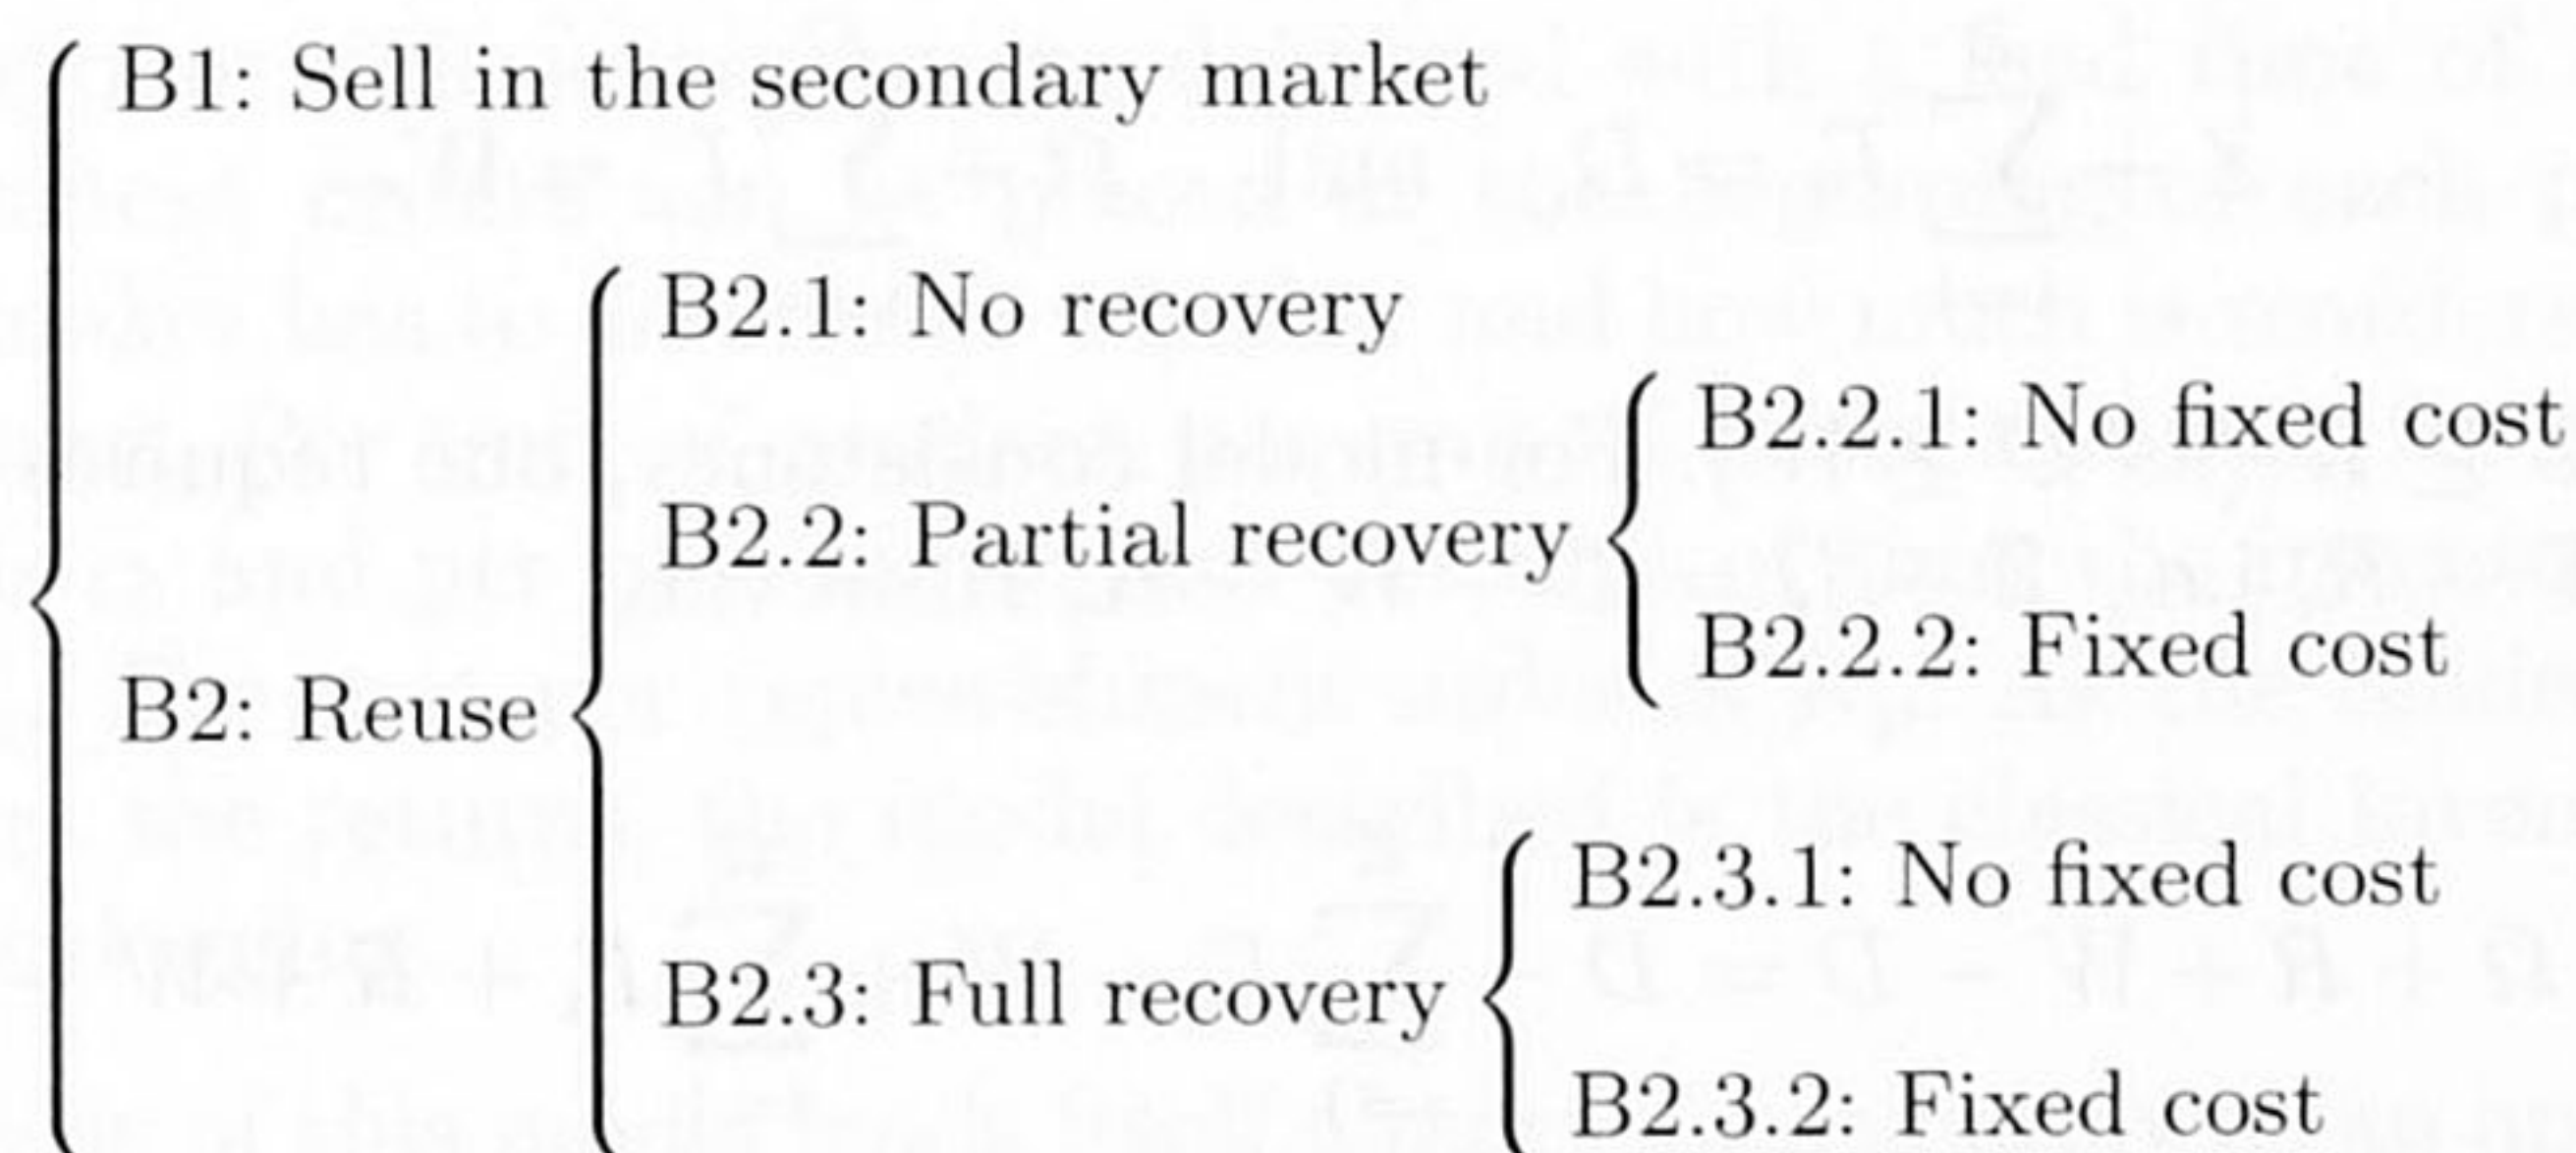 B1: Sell in the secondary market
B2.1: No recovery
B2.2.1: No fixed cost
B2.2: Partial recovery
B2.2.2: Fixed cost
B2: Reuse
B2.3.1: No fixed cost
B2.3: Full recovery
B2.3.2: Fixed cost